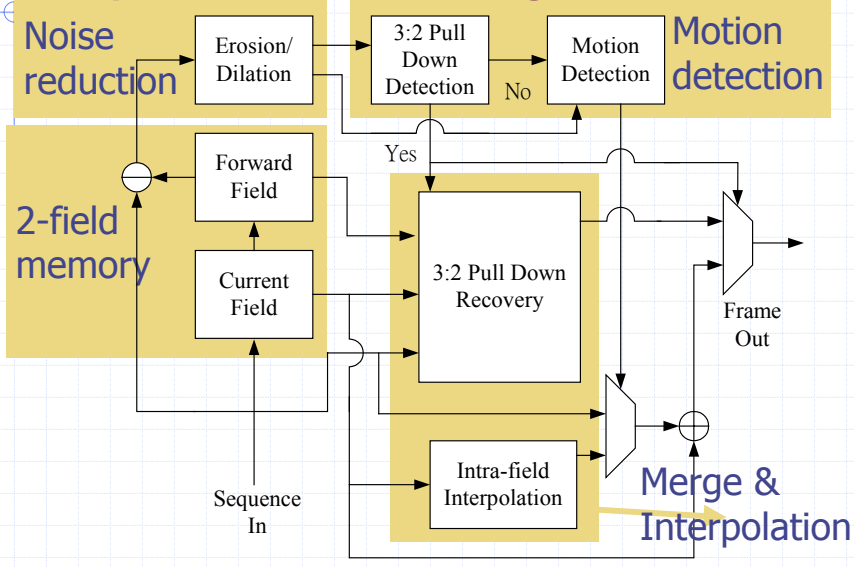 Noise
reduction
Erosion/
Dilation
3:2 Pull
Down
Detection
No
Motion
Detection
Motion
detection
Yes
2-field
memory
Forward
Field
Current
Field
3:2 Pull Down
Recovery
Frame
Out
Intra-field
Interpolation
Sequence
In
Merge &
Interpolation